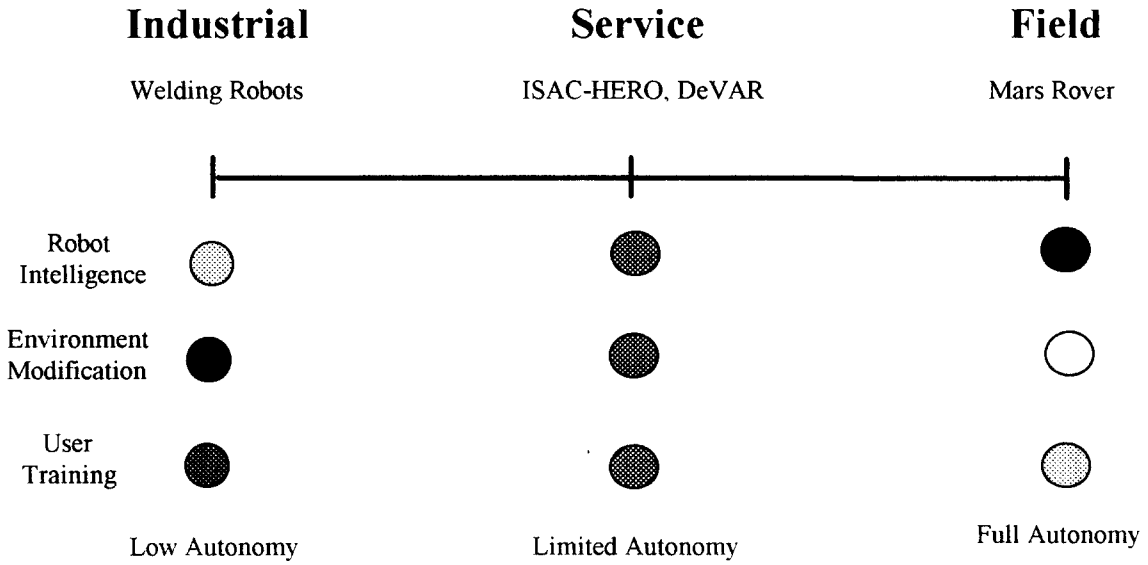 Industrial
Service
Field
Welding Robots
ISAC-HERO, DeVAR
Mars Rover
Robot
Intelligence
Environment
Modification
User
Training
Low Autonomy
Limited Autonomy
Full Autonomy